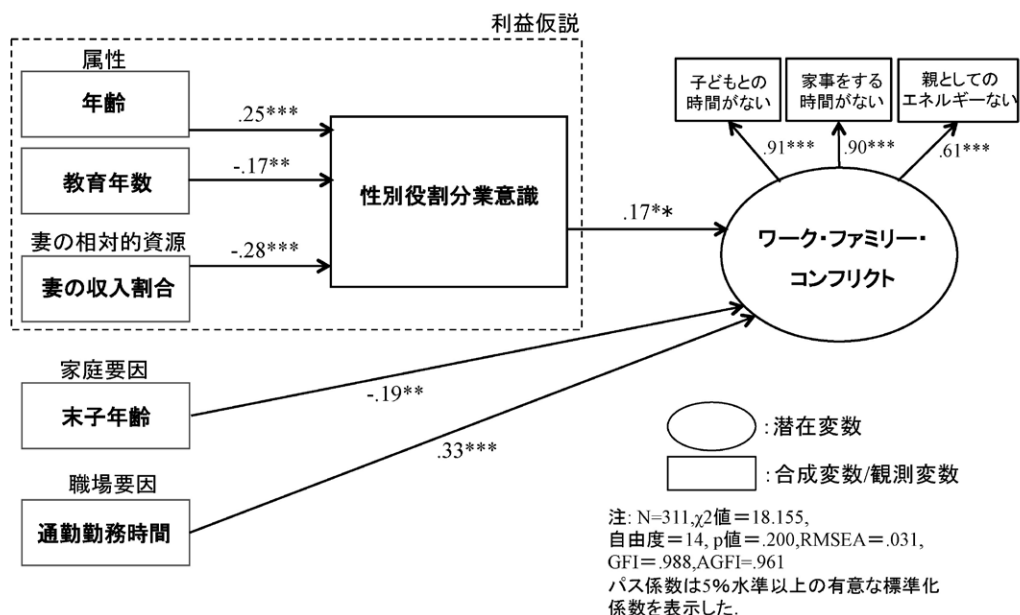 利益仮説
属性
年齢
.25***
教育年数
-.17**
妻の相対的資源
妻の収入割合
-.28***
性別役割分業意識
.17**
子どもとの
時間がない
家事をする
時間がない
親としての
エネルギーない
.91***
.90***
.61***
ワーク・ファミリー・
コンフリクト
家庭要因
末子年齢
-.19**
職場要因
通勤勤務時間
.33***
:潜在変数
:合成変数/観測変数
注: N=311,χ2値＝18.155,
自由度＝14, p値＝.200,RMSEA＝.031,
GFI＝.988,AGFI=.961
パス係数は5%水準以上の有意な標準化
係数を表示した.